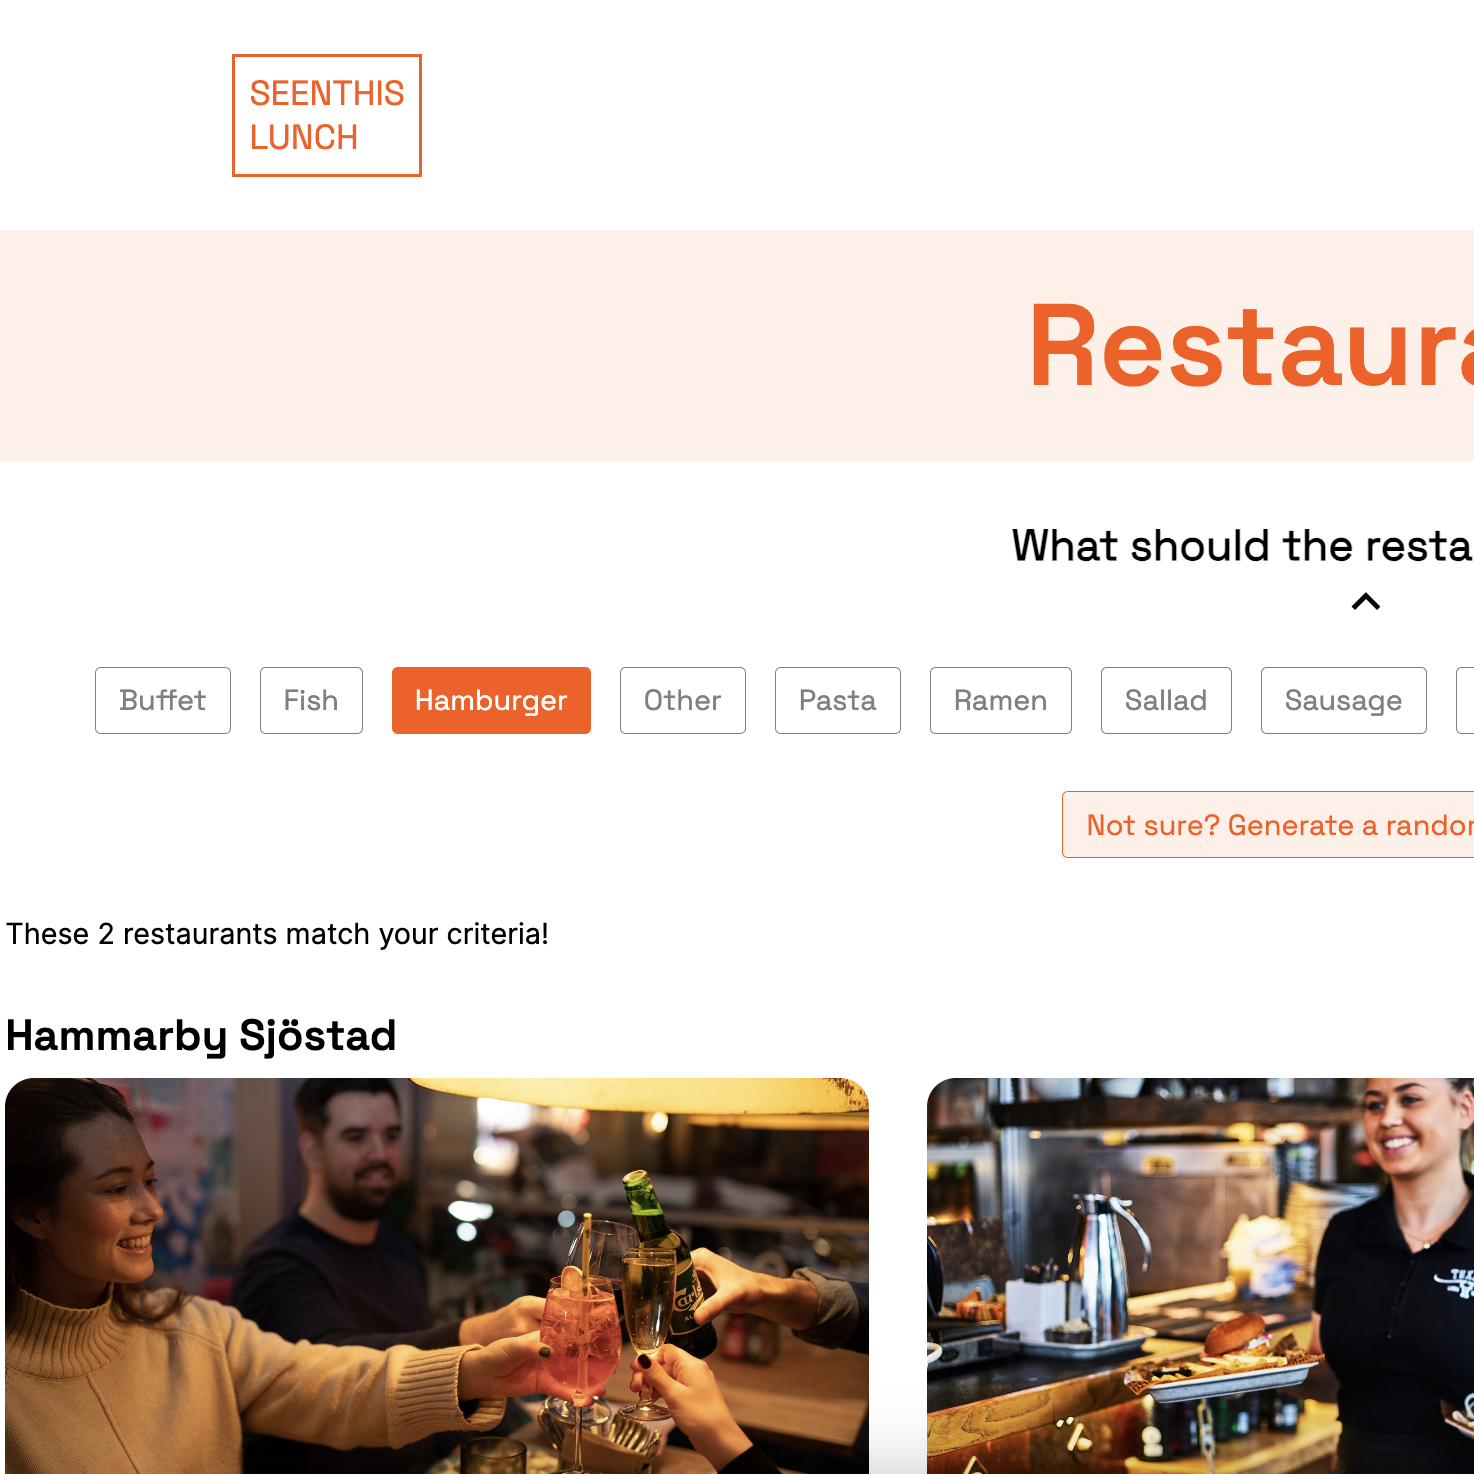 SEENTHIS
LUNCH
Restaura
What should the resta
Buffet Fish Hamburger Other Pasta Ramen Sallad Sausage
Not sure? Generate a random
These 2 restaurants match your criteria!
Hammarby Sjöstad